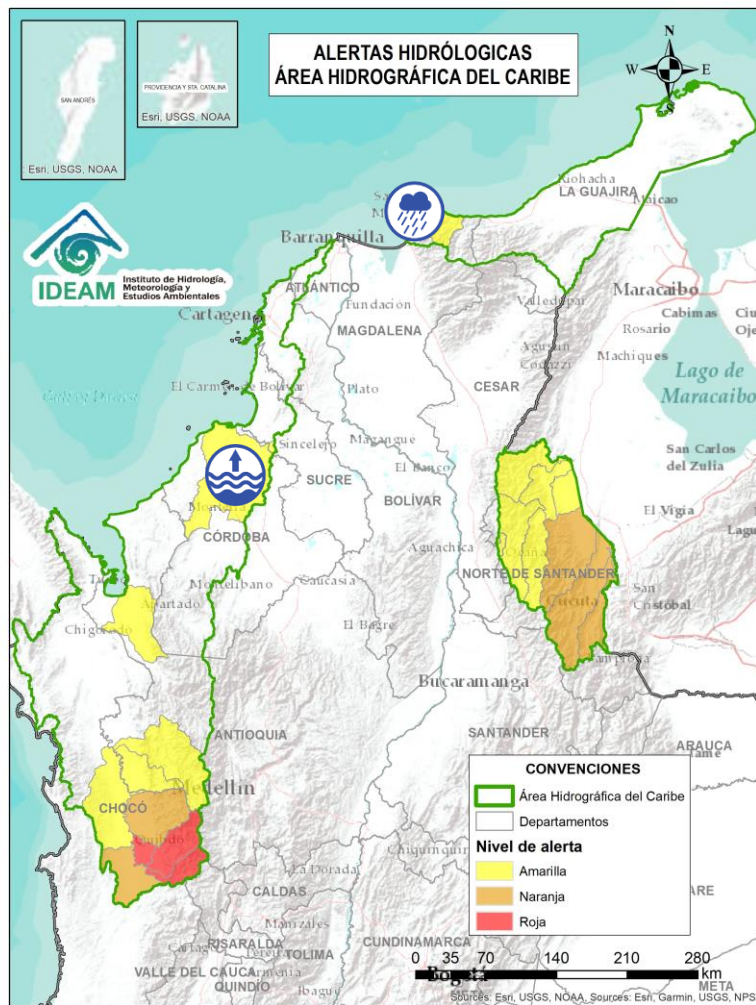 ALERTAS HIDRÓLOGICAS
ÁREA HIDROGRÁFICA DEL CARIBE
N
W E
S
SAN ANDRÉS
Esri, USGS, NOAA
PROVIDENCIA Y STA. CATALINA
Esri, USGS, NOAA
IDEAM
Instituto de Hidrología,
Meteorología y
Estudios Ambientales
Riohacha
LA GUAJIRA
Maicao
Barranquilla
ATLÁNTICO
Cartagena
Fundación
MAGDALENA
Valledupar
Maracaibo
Cabimas
Rosario
Machiques
Agustín
Codazzi
CESAR
Lago de
Maracaibo
El Carmen de Bolívar
Plato
Sincelejo
Magangué
SUCRE
El Banco
BOLÍVAR
San Carlos
del Zulia
El Vigía
Montería
CÓRDOBA
Aguachica
Ocaña
NORTE DE SANTANDER
Cúcuta
San
Cristóbal
Montelíbano
Caucasia
Apartado
Chigorodó
El Bagre
Pamplona
Bucaramanga
ANTIOQUIA
SANTANDER
ARAUCA
Medellín
CHOCÓ
Quibdó
La Dorada
CALDAS
Manizales
RISARALDA
TOLIMA
CUNDINAMARCA
VALLE DEL CAUCA
Armenia
QUINDÍO
Ibagué
Bogotá
META
CONVENCIONES
Área Hidrográfica del Caribe
Departamentos
Nivel de alerta
Amarilla
Naranja
Roja
0 35 70 140 210 280
km
Sources: Esri, USGS, NOAA, Sources: Esri, Garmin, USGS, NPS